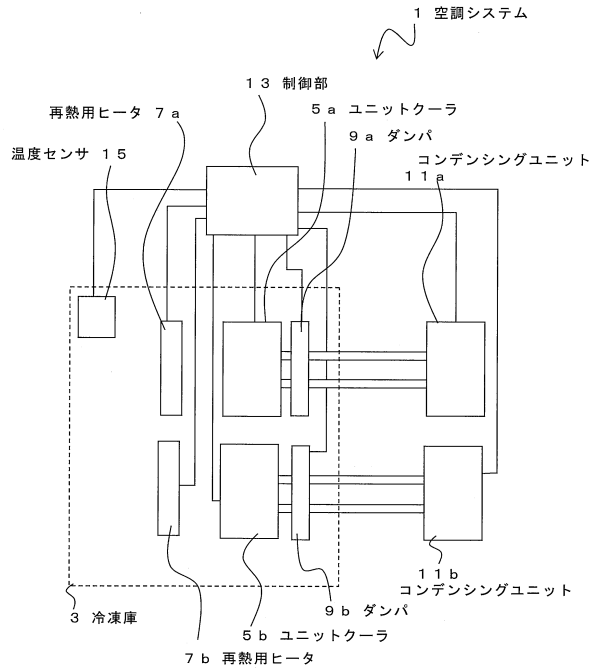 1 空調システム
13 制御部
5a ユニットクーラ
再熱用ヒータ 7a
9a ダンパ
温度センサ 15
コンデンシングユニット
11a
11b
コンデンシングユニット
3 冷凍庫
9b ダンパ
5b ユニットクーラ
7b 再熱用ヒータ